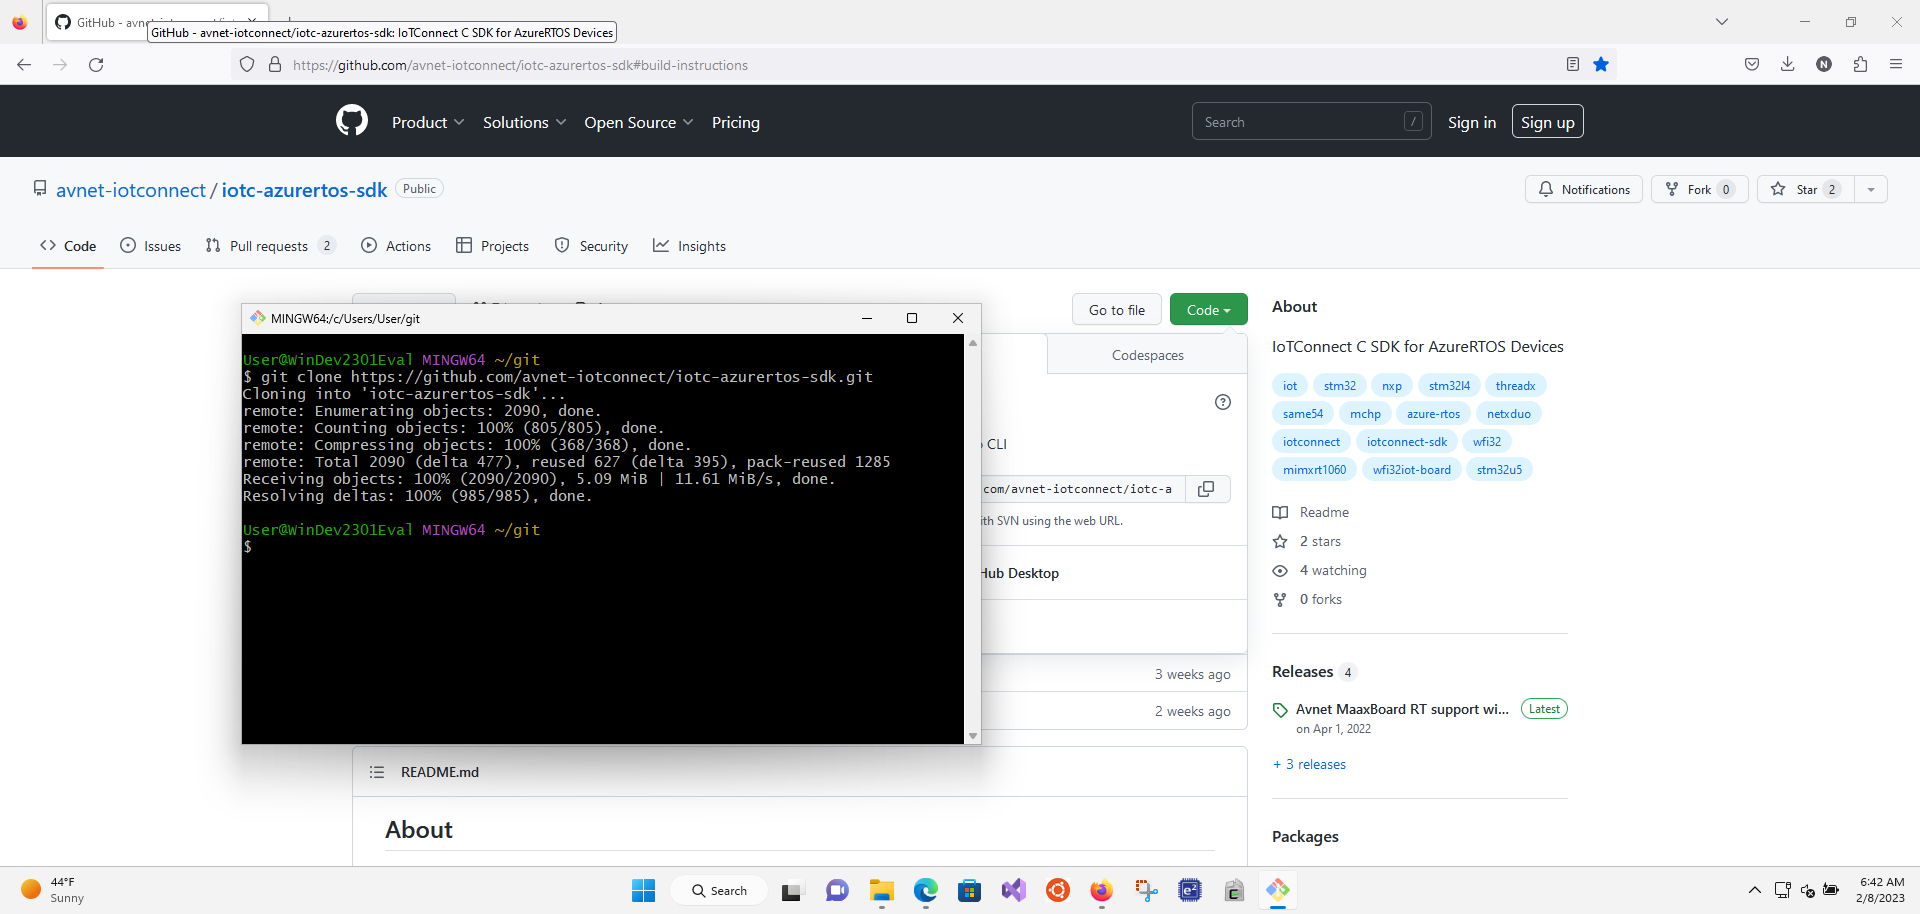 GitHub - avnet-iotconnect/iotc
GitHub - avnet-iotconnect/iotc-azurertos-sdk: IoTConnect C SDK for AzureRTOS Devices
https://github.com/avnet-iotconnect/iotc-azurertos-sdk#build-instructions
N
Product Solutions Open Source Pricing
Search /
Sign in
Sign up
avnet-iotconnect / iotc-azurertos-sdk Public
Notifications
Fork 0
Star 2
Code
Issues
Pull requests 2
Actions
Projects
Security
Insights
Go to file
Code
Codespaces
CLI
com/avnet-iotconnect/iotc-a
ith SVN using the web URL.
Hub Desktop
3 weeks ago
2 weeks ago
MINGW64:/c/Users/User/git
User@WinDev2301Eval MINGW64 ~/git
$ git clone https://github.com/avnet-iotconnect/iotc-azurertos-sdk.git
Cloning into 'iotc-azurertos-sdk'...
remote: Enumerating objects: 2090, done.
remote: Counting objects: 100% (805/805), done.
remote: Compressing objects: 100% (368/368), done.
remote: Total 2090 (delta 477), reused 627 (delta 395), pack-reused 1285
Receiving objects: 100% (2090/2090), 5.09 MiB | 11.61 MiB/s, done.
Resolving deltas: 100% (985/985), done.
User@WinDev2301Eval MINGW64 ~/git
$
README.md
About
About
IoTConnect C SDK for AzureRTOS Devices
iot stm32 nxp stm32l4 threadx
same54 mchp azure-rtos netxduo
iotconnect iotconnect-sdk wfi32
mimxrt1060 wfi32iot-board stm32u5
Readme
2 stars
4 watching
0 forks
Releases 4
Avnet MaaxBoard RT support wi... Latest
on Apr 1, 2022
+ 3 releases
Packages
44°F
Sunny
Search
e²
C
6:42 AM
2/8/2023